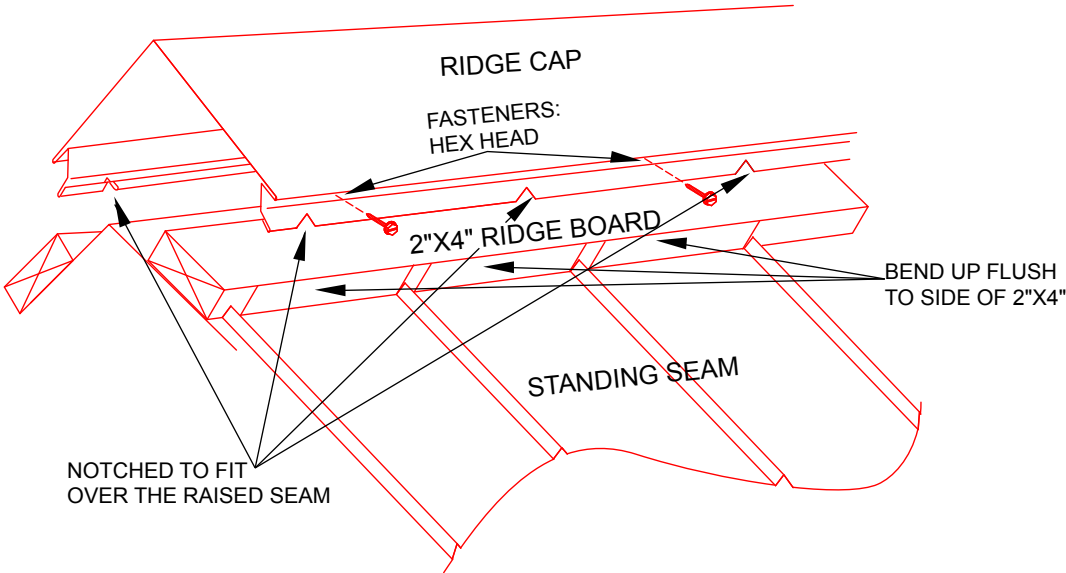 RIDGE CAP
FASTENERS:
HEX HEAD
2"X4" RIDGE BOARD
BEND UP FLUSH
TO SIDE OF 2"X4"
STANDING SEAM
NOTCHED TO FIT
OVER THE RAISED SEAM